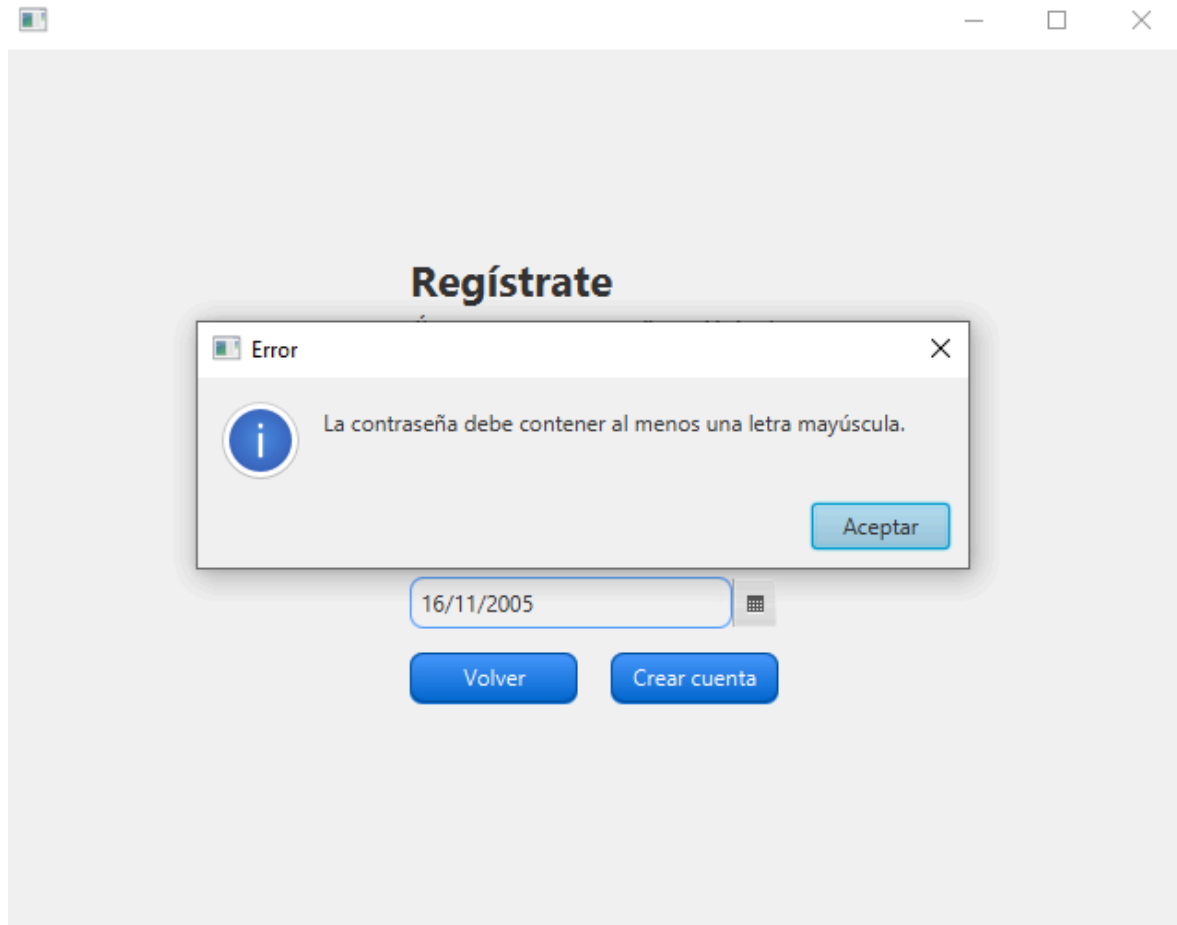 Regístrate
Error
La contraseña debe contener al menos una letra mayúscula.
Aceptar
16/11/2005
Volver
Crear cuenta